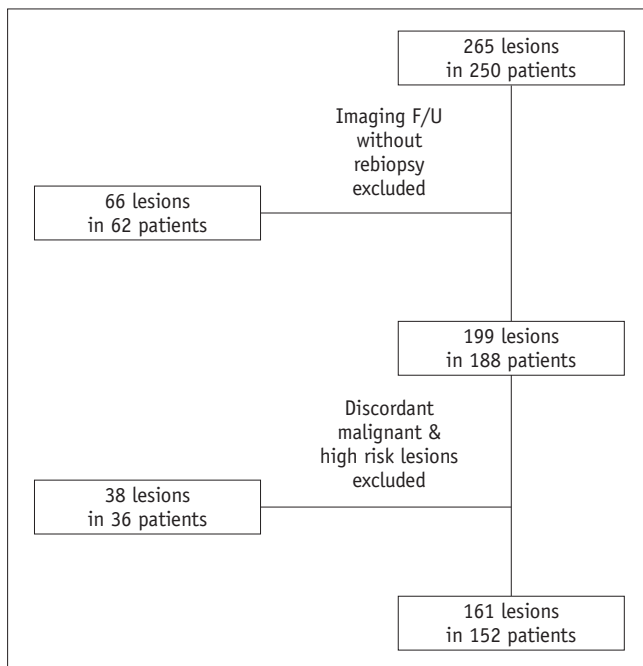 265 lesions
in 250 patients
Imaging F/U
without
rebiopsy
excluded
66 lesions
in 62 patients
199 lesions
in 188 patients
Discordant
malignant &
high risk lesions
excluded
38 lesions
in 36 patients
161 lesions
in 152 patients